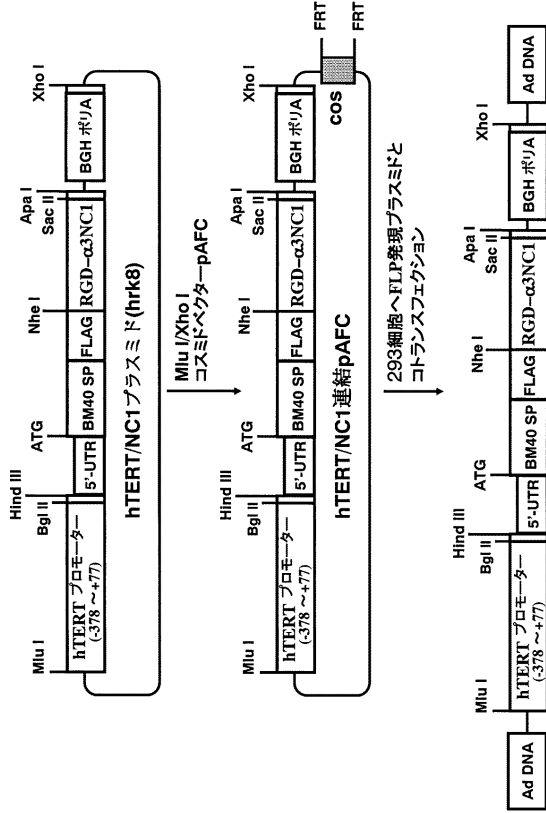 Mlu I
Bgl II
Hind III
ATG
Nhe I
Sac II
Apa I
Xho I
hTERT プロモーター
(-378 ～+77)
5'-UTR
BM40 SP
FLAG
RGD-α3NC1
BGH ポリA
hTERT/NC1プラスミド(hrk8)
Mlu I/Xho I
コスミドベクターpAFC
Mlu I
Bgl II
Hind III
ATG
Nhe I
Sac II
Apa I
Xho I
hTERT プロモーター
(-378 ～+77)
5'-UTR
BM40 SP
FLAG
RGD-α3NC1
BGH ポリA
FRT
FRT
cos
hTERT/NC1連結pAFC
293細胞へFLP発現プラスミドと
コトランスフェクション
Mlu I
Bgl II
Hind III
ATG
Nhe I
Sac II
Apa I
Xho I
Ad DNA
hTERT プロモーター
(-378 ～+77)
5'-UTR
BM40 SP
FLAG
RGD-α3NC1
BGH ポリA
Ad DNA